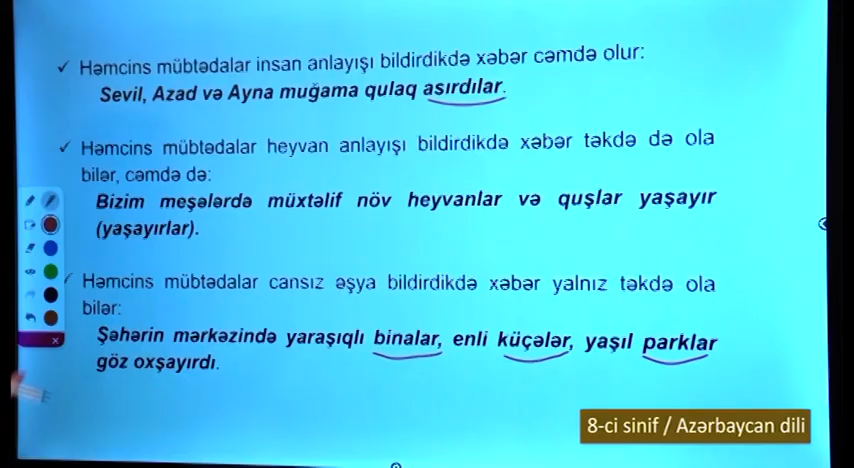 ✓ Həmcins mübtədalar insan anlayışı bildirdikdə xəbər cəmdə olur:
Sevil, Azad və Ayna muğama qulaq asırdılar.
✓ Həmcins mübtədalar heyvan anlayışı bildirdikdə xəbər təkdə də ola
bilər, cəmdə də:
Bizim meşələrdə müxtəlif növ heyvanlar və quşlar yaşayır
(yaşayırlar).
✓ Həmcins mübtədalar cansız əşya bildirdikdə xəbər yalnız təkdə ola
bilər:
Şəhərin mərkəzində yaraşıqlı binalar, enli küçələr, yaşıl parklar
göz oxşayırdı.
8-ci sinif / Azərbaycan dili